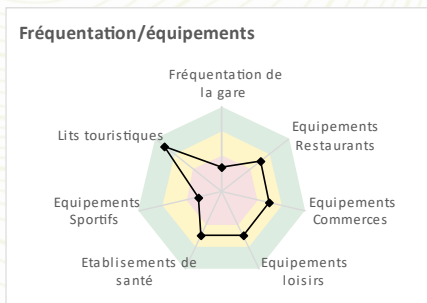 Fréquentation/équipements
Fréquentation de
la gare
Lits touristiques
Equipements
Restaurants
Equipements
Sportifs
Equipements
Commerces
Etablisements de
santé
Equipements
loisirs